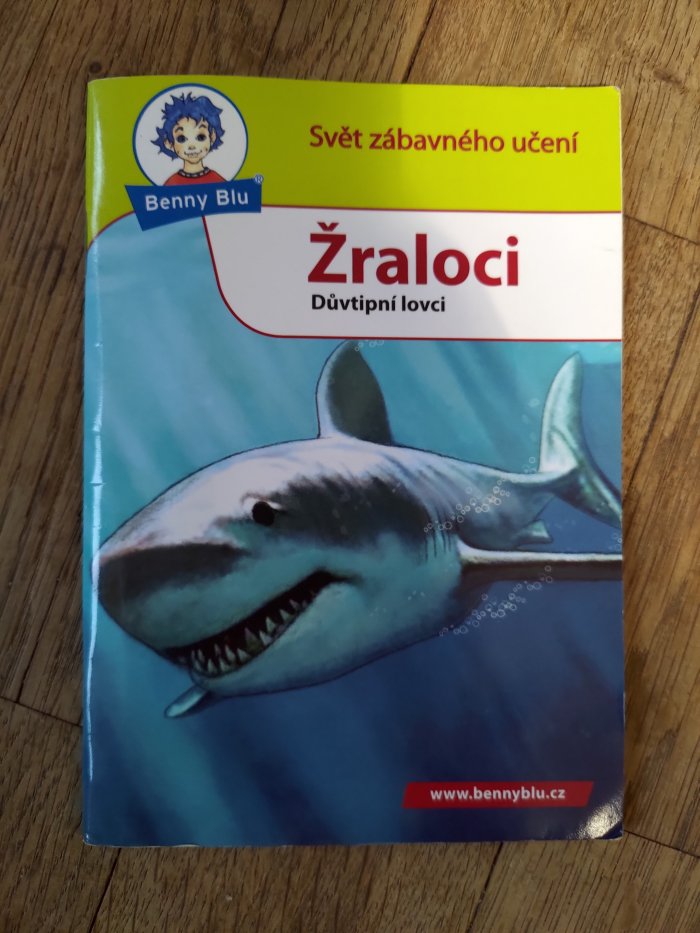 Svět zábavného učení
Benny Blu®
Žraloci
Důvtipní lovci
www.bennyblu.cz